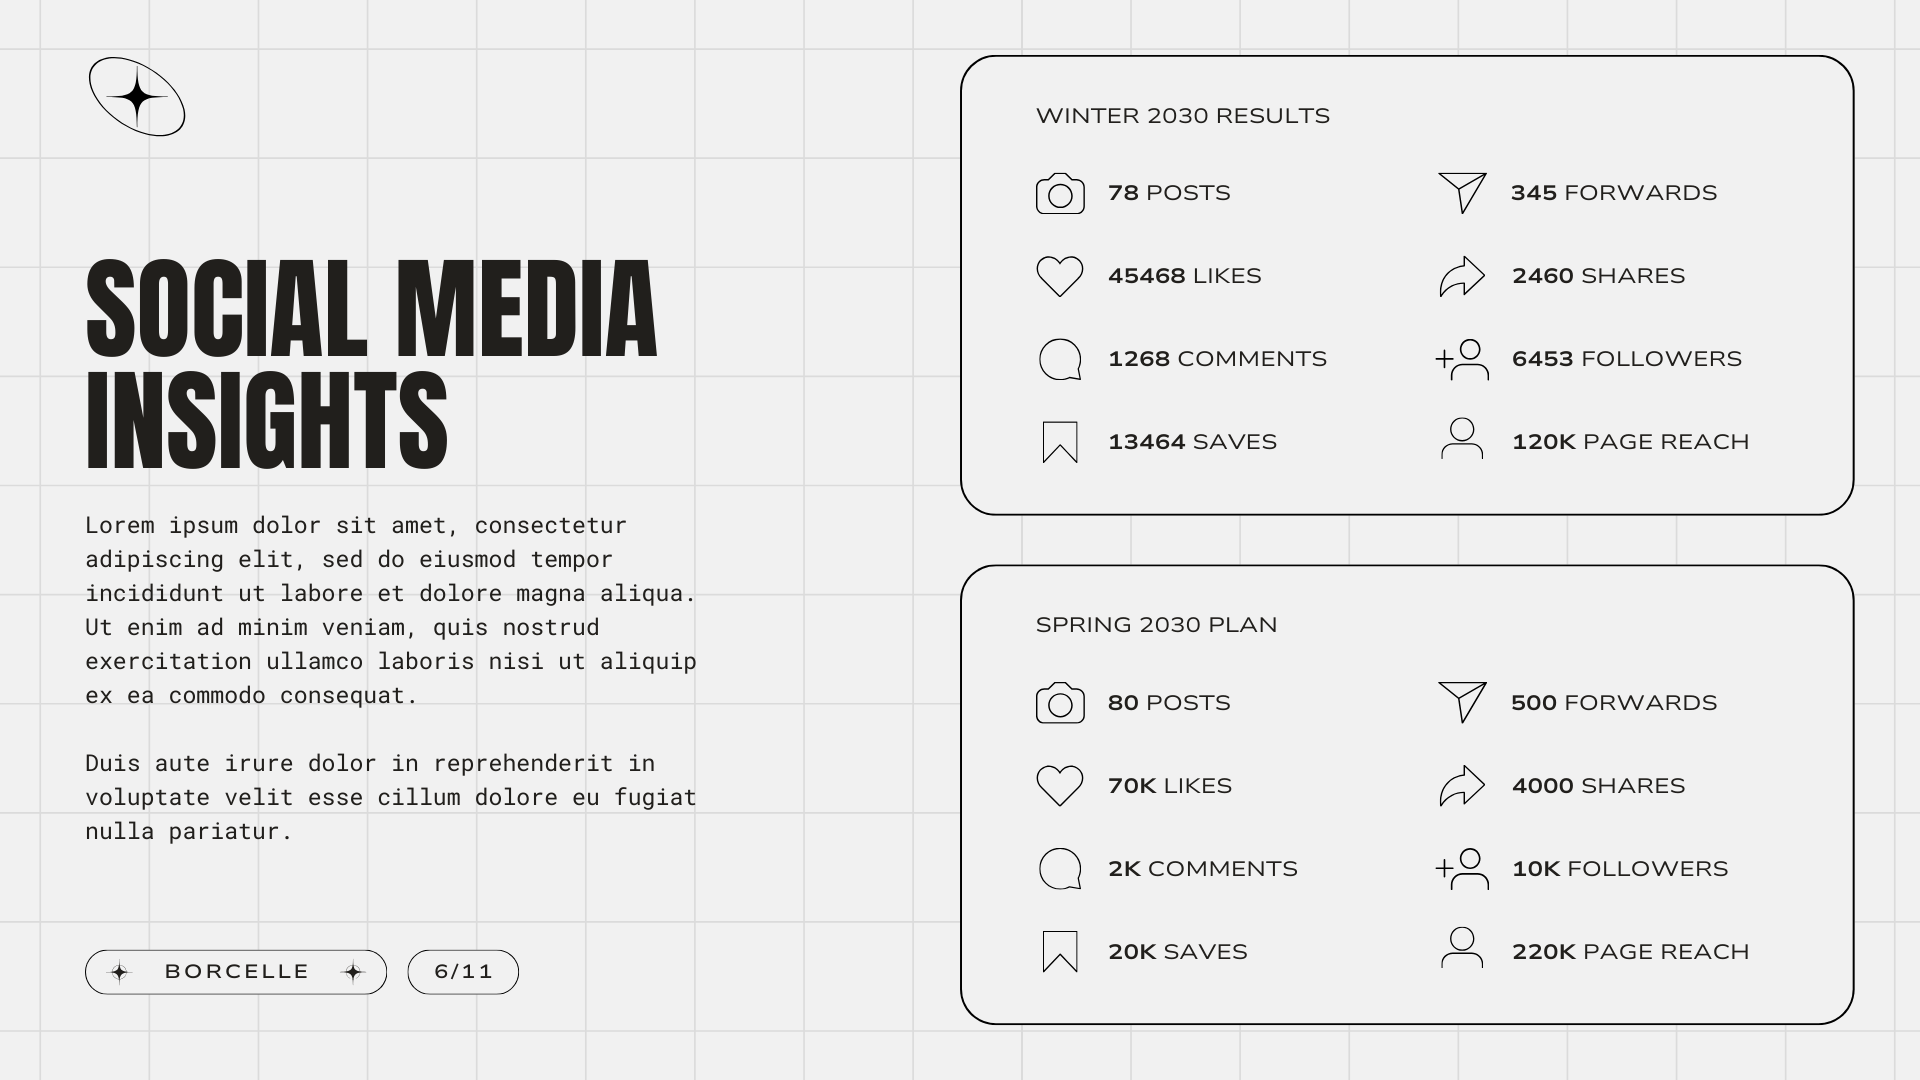 SOCIAL MEDIA
INSIGHTS
Lorem ipsum dolor sit amet, consectetur
adipiscing elit, sed do eiusmod tempor
incididunt ut labore et dolore magna aliqua.
Ut enim ad minim veniam, quis nostrud
exercitation ullamco laboris nisi ut aliquip
ex ea commodo consequat.
Duis aute irure dolor in reprehenderit in
voluptate velit esse cillum dolore eu fugiat
nulla pariatur.
BORCELLE
6/11
WINTER 2030 RESULTS
78 POSTS
345 FORWARDS
45468 LIKES
2460 SHARES
1268 COMMENTS
6453 FOLLOWERS
13464 SAVES
120K PAGE REACH
SPRING 2030 PLAN
80 POSTS
500 FORWARDS
70K LIKES
4000 SHARES
2K COMMENTS
10K FOLLOWERS
20K SAVES
220K PAGE REACH